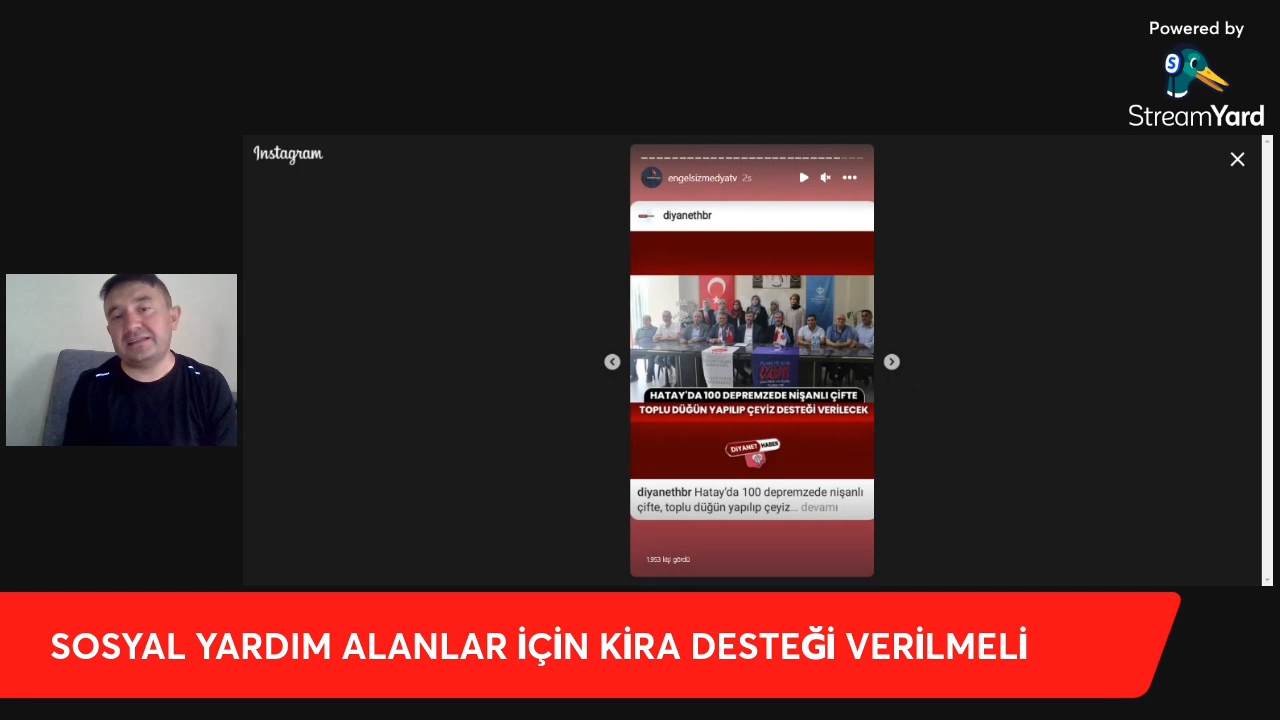 Powered by
S
StreamYard
Instagram
engelsizmedyatv 2s
diyanethbr
HATAY'DA 100 DEPREMZEDE NİŞANLI ÇİFTE
TOPLU DÜĞÜN YAPILIP ÇEYİZ DESTEĞİ VERİLECEK
DİYANET HABER
diyanethbr Hatay'da 100 depremzede nişanlı
çifte, toplu düğün yapılıp çeyiz... devamı
1.953 kişi gördü
SOSYAL YARDIM ALANLAR İÇİN KİRA DESTEĞİ VERİLMELİ